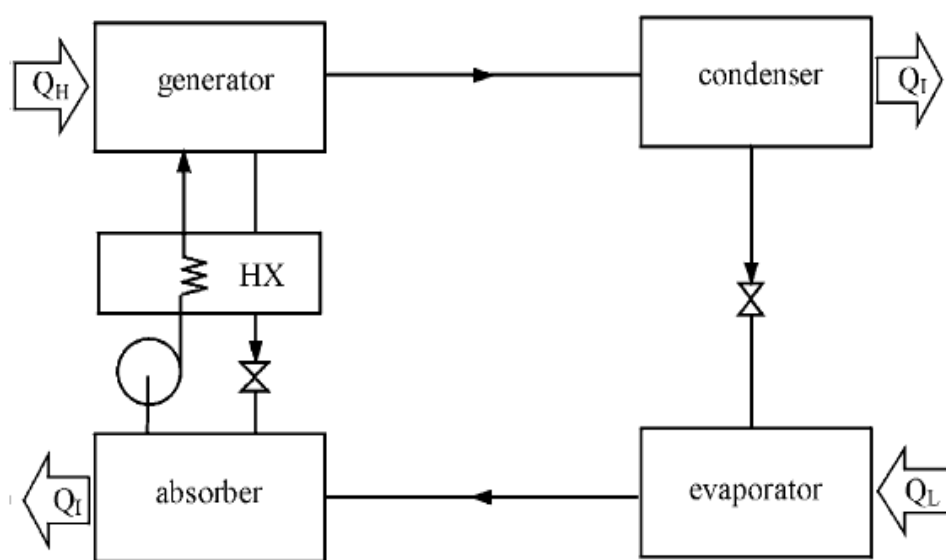 Q_H
generator
condenser
Q_I
HX
Q_I
absorber
evaporator
Q_L